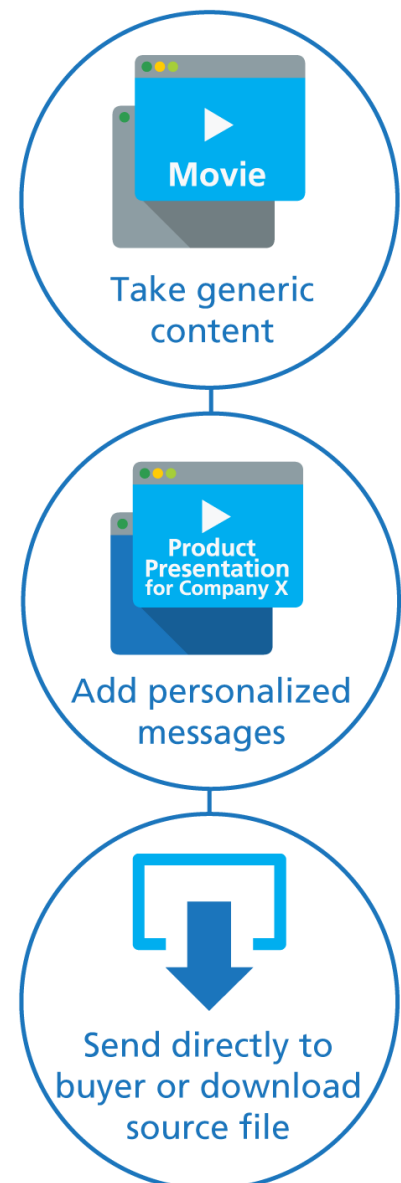 Movie
Take generic
content
Product
Presentation
for Company X
Add personalized
messages
Send directly to
buyer or download
source file